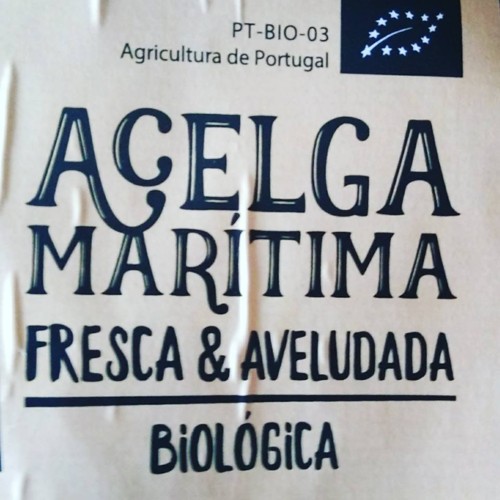 PT-BIO-03
Agricultura de Portugal
ACELGA
MARÍTIMA
FRESCA & AVELUDADA
BiOLÓGiCA